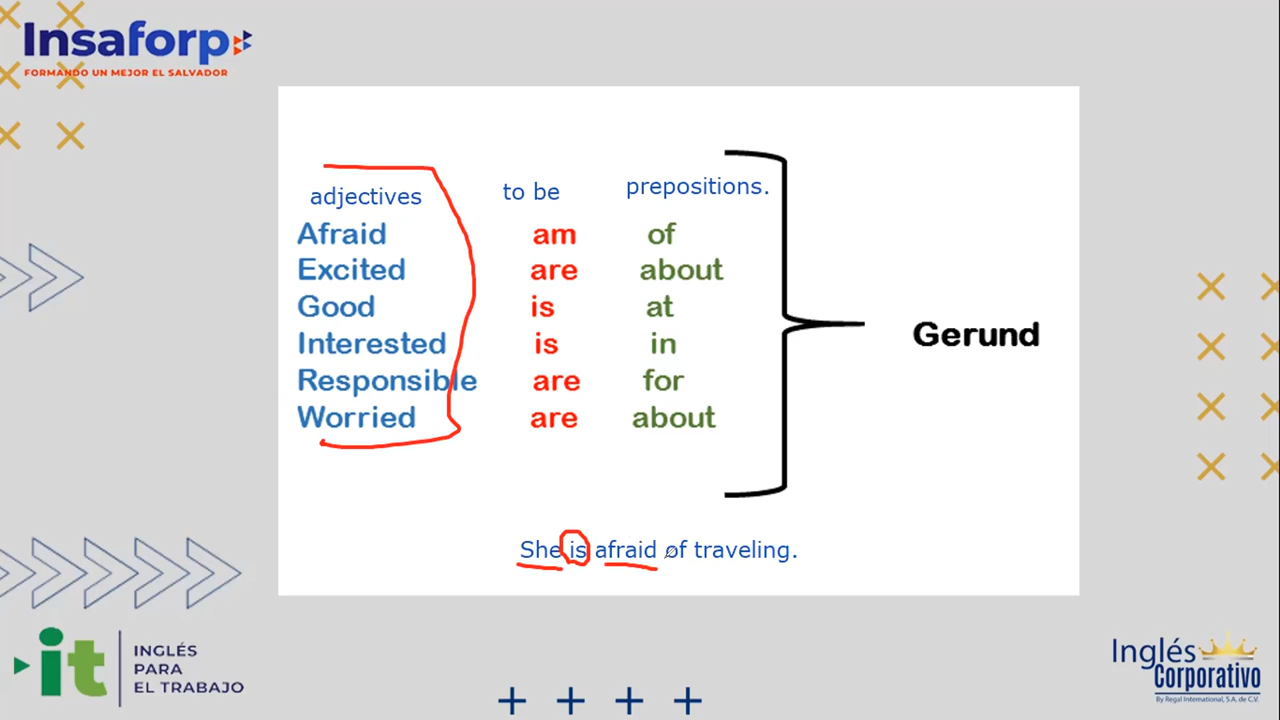 Insaforp
FORMANDO UN MEJOR EL SALVADOR
adjectives to be prepositions.
Afraid am of
Excited are about
Good is at
Interested is in
Responsible are for
Worried are about
Gerund
She is afraid of traveling.
it
INGLÉS
PARA
EL TRABAJO
Inglés
Corporativo
By Regal International, S.A. de C.V.